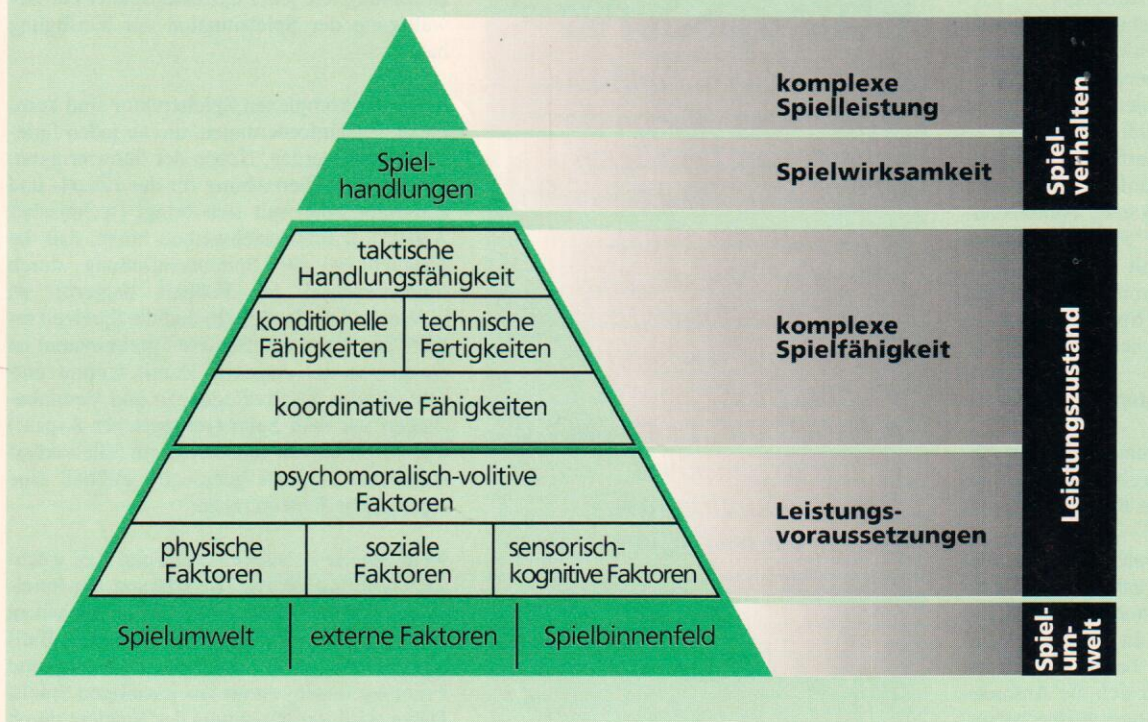 komplexe
Spielleistung
Spiel-
handlungen
Spielwirksamkeit
Spiel-
verhalten
taktische
Handlungsfähigkeit
konditionelle
Fähigkeiten
technische
Fertigkeiten
koordinative Fähigkeiten
komplexe
Spielfähigkeit
Leistungszustand
psychomoralisch-volitive
Faktoren
physische
Faktoren
soziale
Faktoren
sensorisch-
kognitive Faktoren
Leistungs-
voraussetzungen
Spielumwelt
externe Faktoren
Spielbinnenfeld
Spiel-
um-
welt